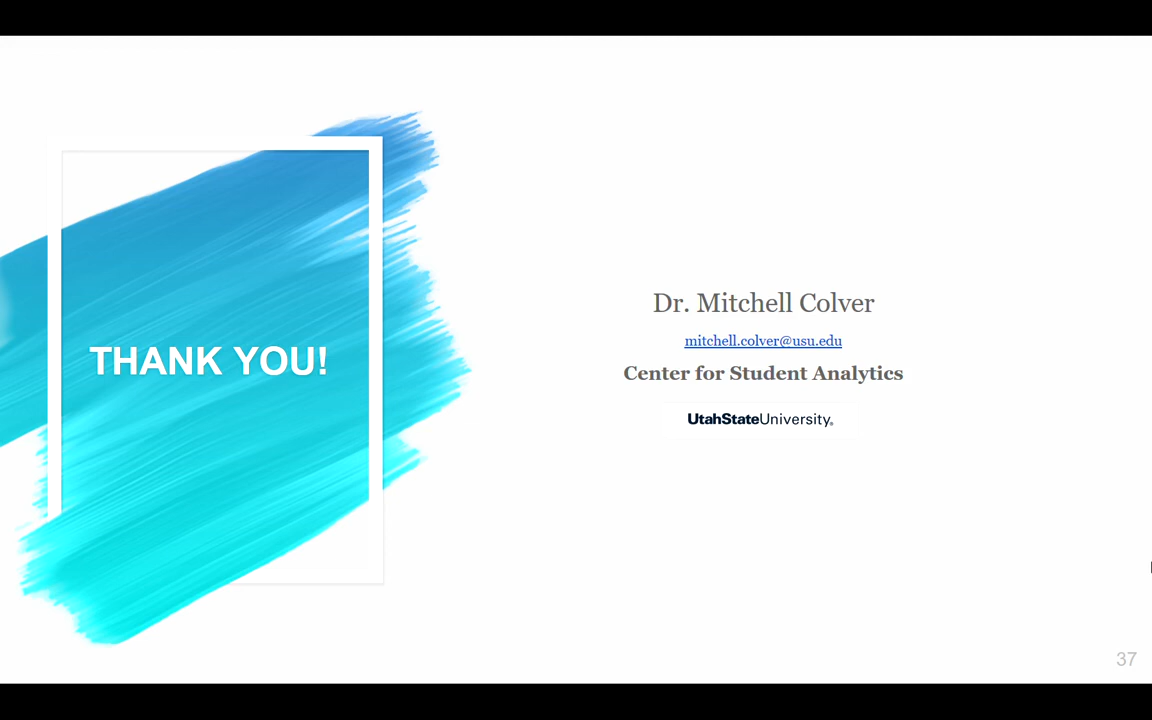 THANK YOU!
Dr. Mitchell Colver
mitchell.colver@usu.edu
Center for Student Analytics
UtahStateUniversity®
37